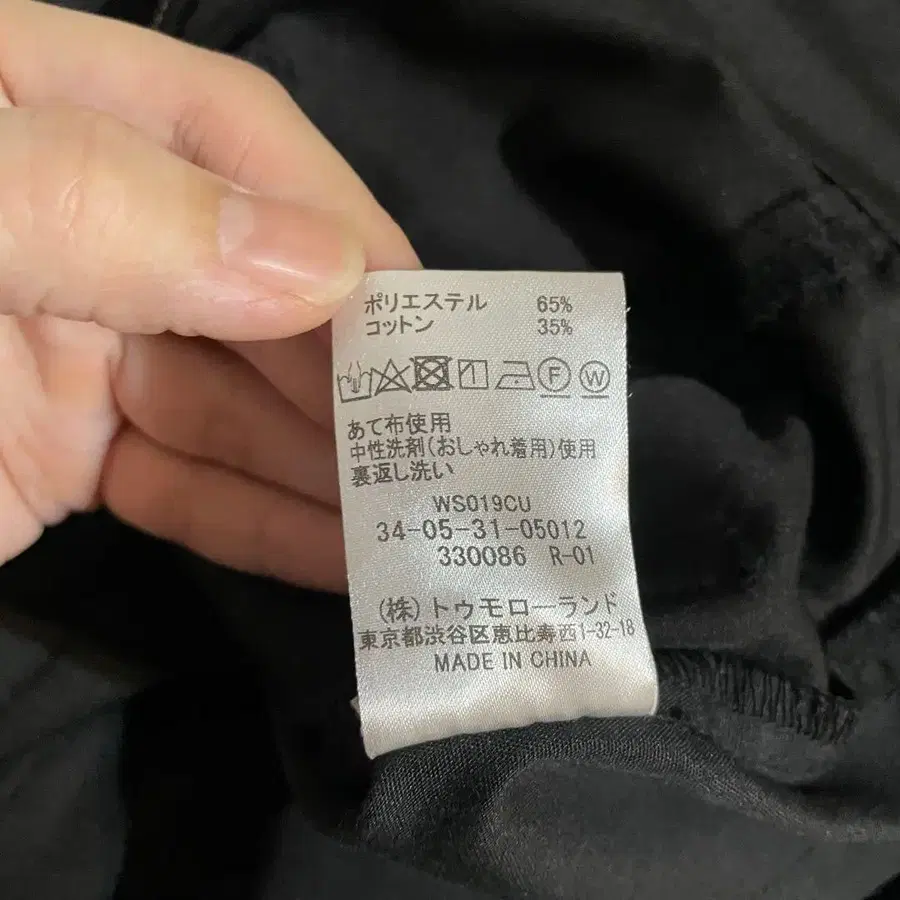 ポリエステル 65%
コットン 35%
F W
あて布使用
中性洗剤(おしゃれ着用)使用
裏返し洗い
WS019CU
34-05-31-05012
330086 R-01
(株)トゥモローランド
東京都渋谷区恵比寿西1-32-18
MADE IN CHINA